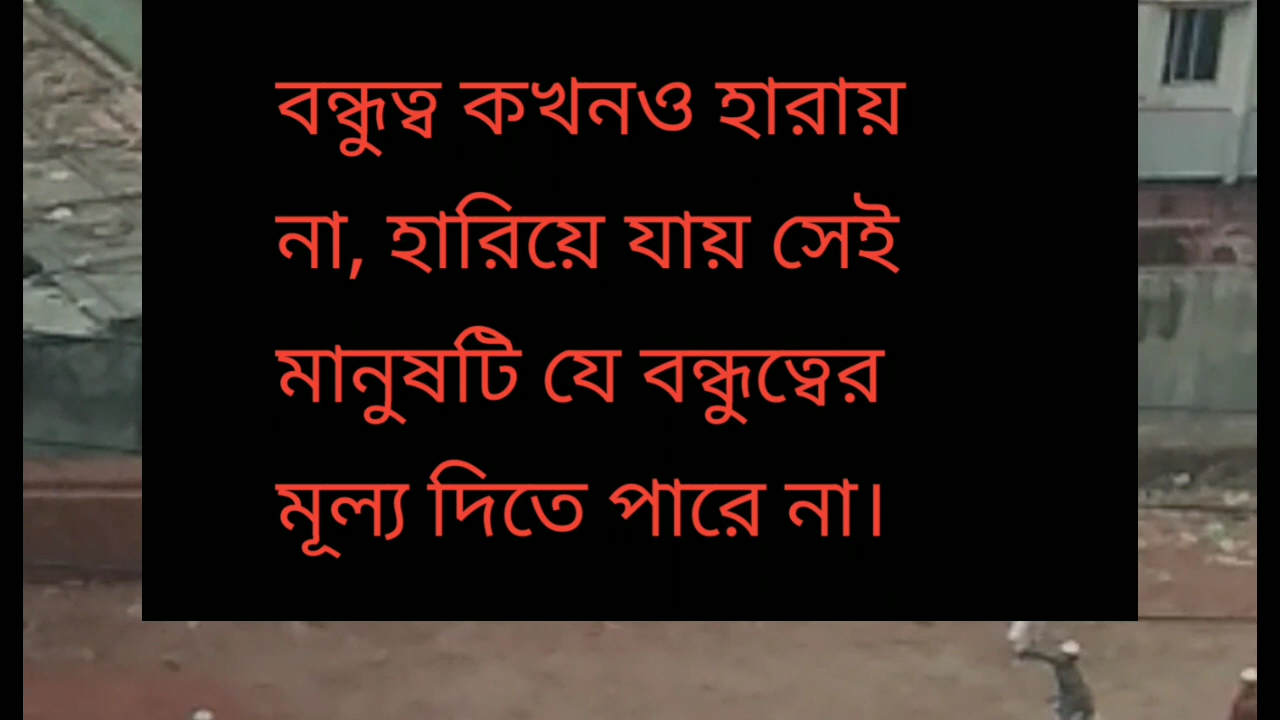 বন্ধুত্ব কখনও হারায়
না, হারিয়ে যায় সেই
মানুষটি যে বন্ধুত্বের
মূল্য দিতে পারে না।